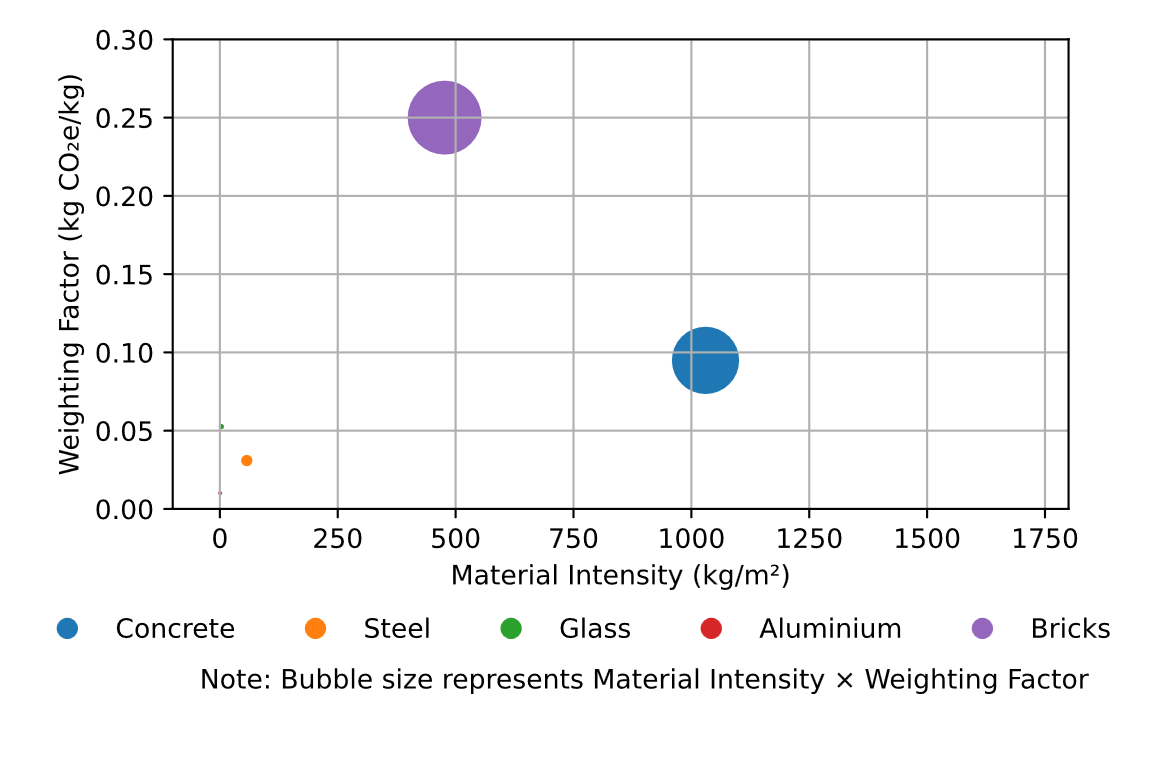 0.30
0.25
0.20
0.15
0.10
0.05
0.00
Weighting Factor (kg CO₂e/kg)
0 250 500 750 1000 1250 1500 1750
Material Intensity (kg/m²)
Concrete Steel Glass Aluminium Bricks
Note: Bubble size represents Material Intensity × Weighting Factor